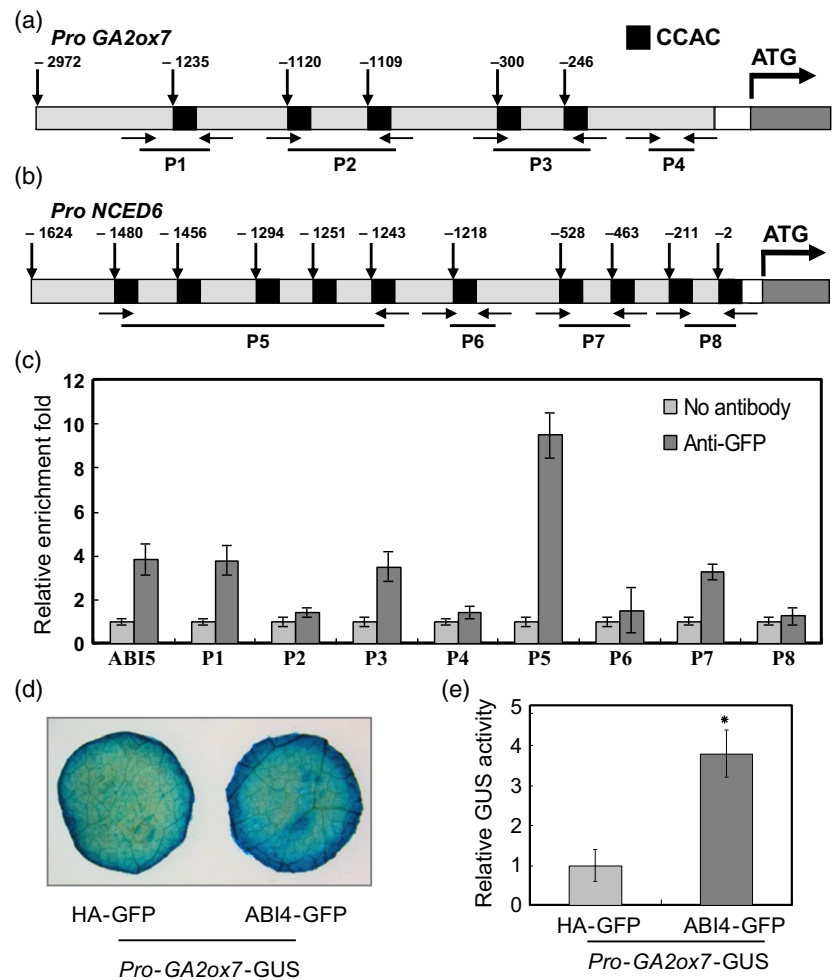 (a)
Pro GA2ox7
CCAC
– 2972
– 1235
–1120
–1109
–300
–246
ATG
P1
P2
P3
P4
(b)
Pro NCED6
– 1624
– 1480
– 1456
– 1294
– 1251
– 1243
–1218
–528
–463
–211
–2
ATG
P5
P6
P7
P8
(c)
Relative enrichment fold
12
10
8
6
4
2
0
No antibody
Anti-GFP
ABI5 P1 P2 P3 P4 P5 P6 P7 P8
(d)
HA-GFP ABI4-GFP
Pro-GA2ox7-GUS
(e)
Relative GUS activity
5
4
3
2
1
0
*
HA-GFP ABI4-GFP
Pro-GA2ox7-GUS